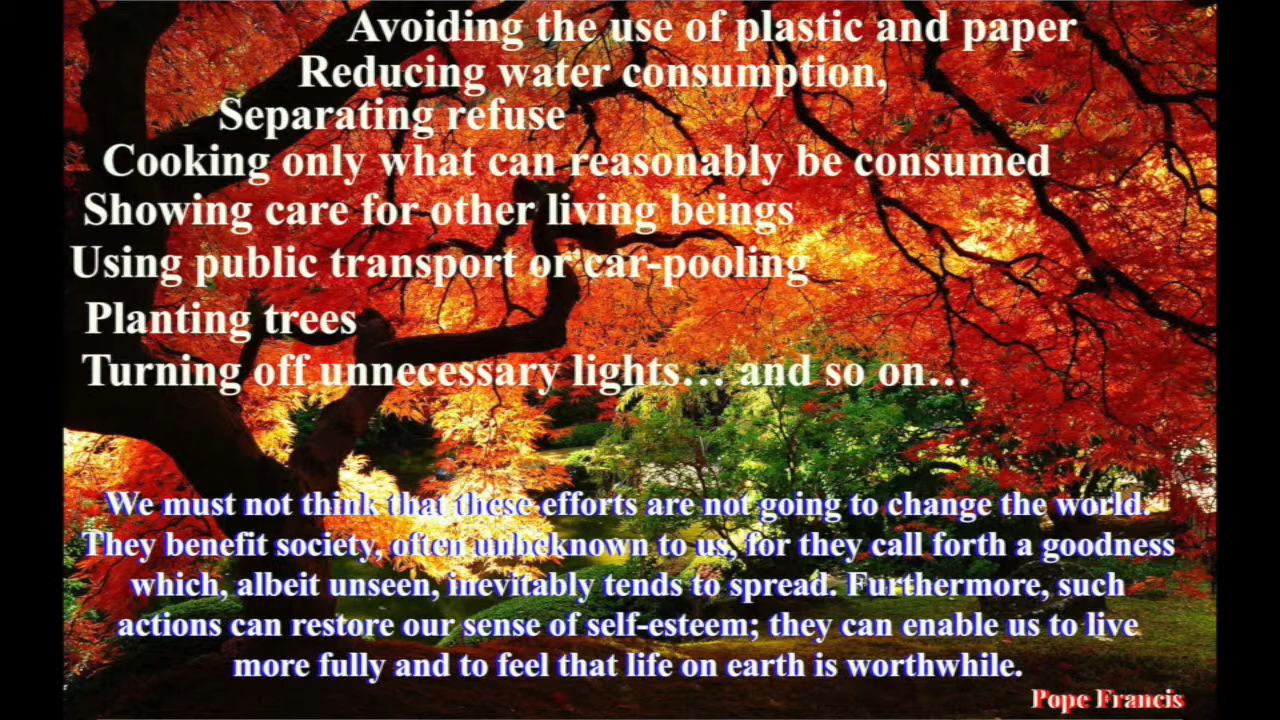 Avoiding the use of plastic and paper
Reducing water consumption,
Separating refuse
Cooking only what can reasonably be consumed
Showing care for other living beings
Using public transport or car-pooling
Planting trees
Turning off unnecessary lights… and so on…
We must not think that these efforts are not going to change the world.
They benefit society, often unbeknown to us, for they call forth a goodness
which, albeit unseen, inevitably tends to spread. Furthermore, such
actions can restore our sense of self-esteem; they can enable us to live
more fully and to feel that life on earth is worthwhile.
Pope Francis